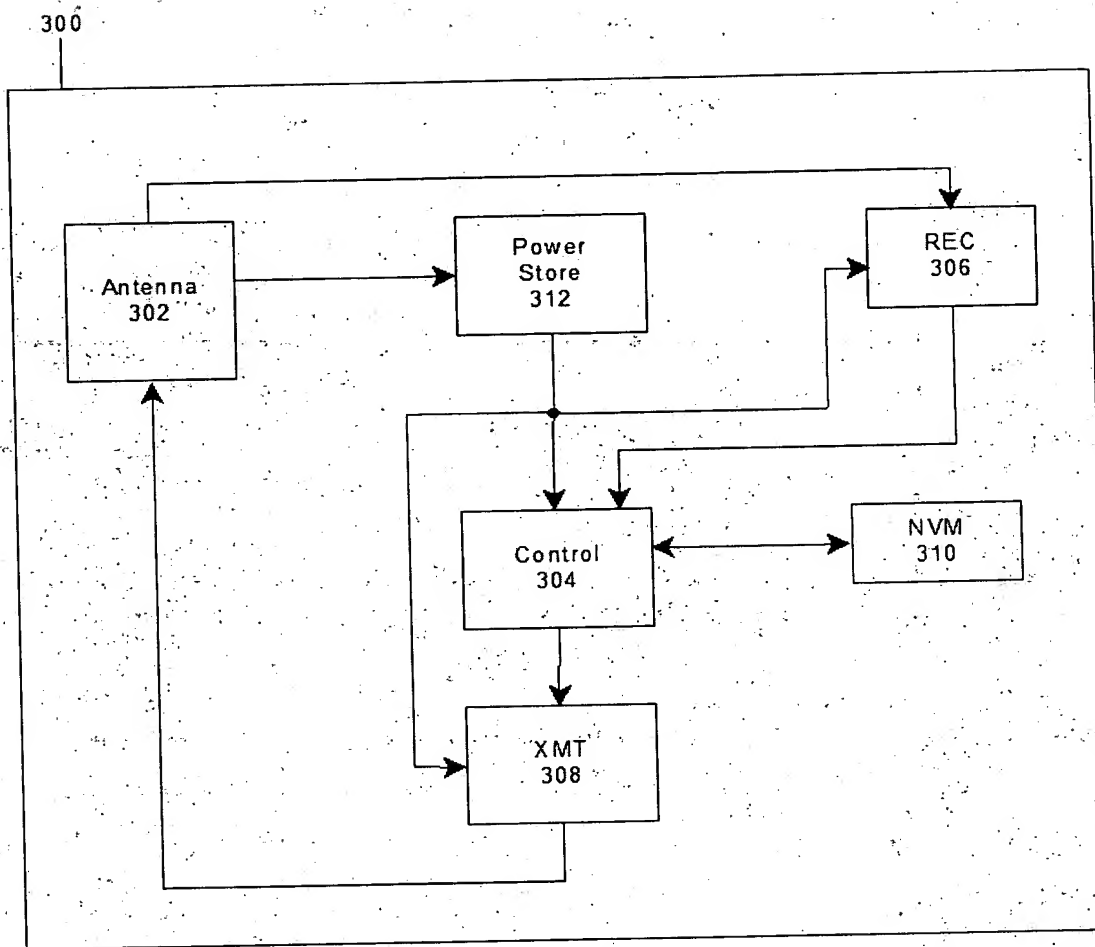 300
Antenna
302
Power
Store
312
REC
306
Control
304
NVM
310
XMT
308